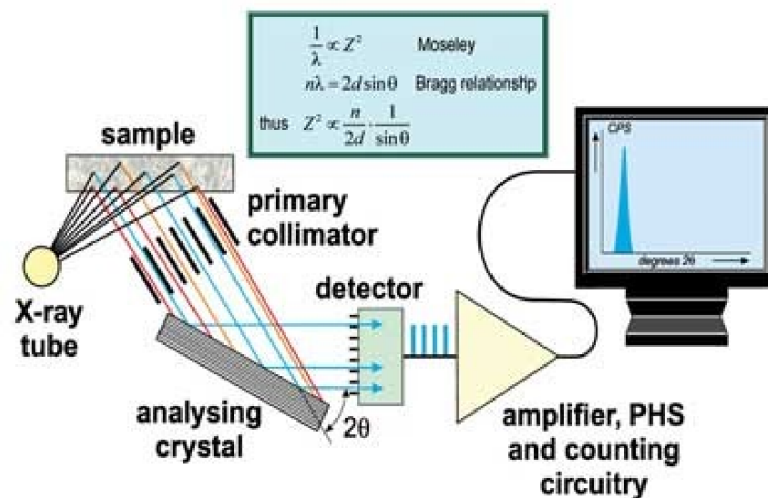 1/λ ∝ Z² Moseley
nλ = 2d sinθ Bragg relationship
thus Z² ∝ n/2d · 1/sinθ
sample
primary
collimator
X-ray
tube
detector
analysing
crystal
2θ
amplifier, PHS
and counting
circuitry
CPS
degrees 2θ